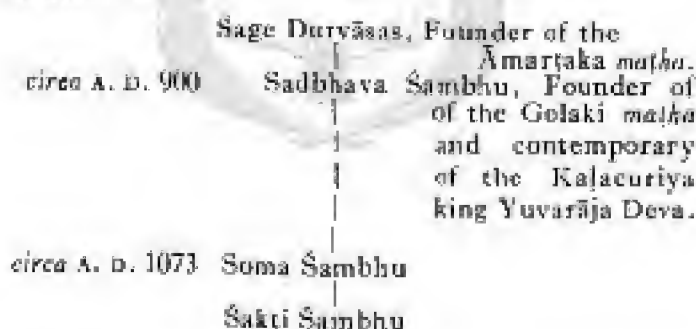 Sage Durvāsas, Founder of the
Āmarṭaka maṭha.
circa A. D. 900 Sadbhava Śambhu, Founder of
of the Golaki maṭha
and contemporary
of the Kaḷacuriya
king Yuvarāja Deva.
circa A. D. 1073 Soma Śambhu
Śakti Śambhu